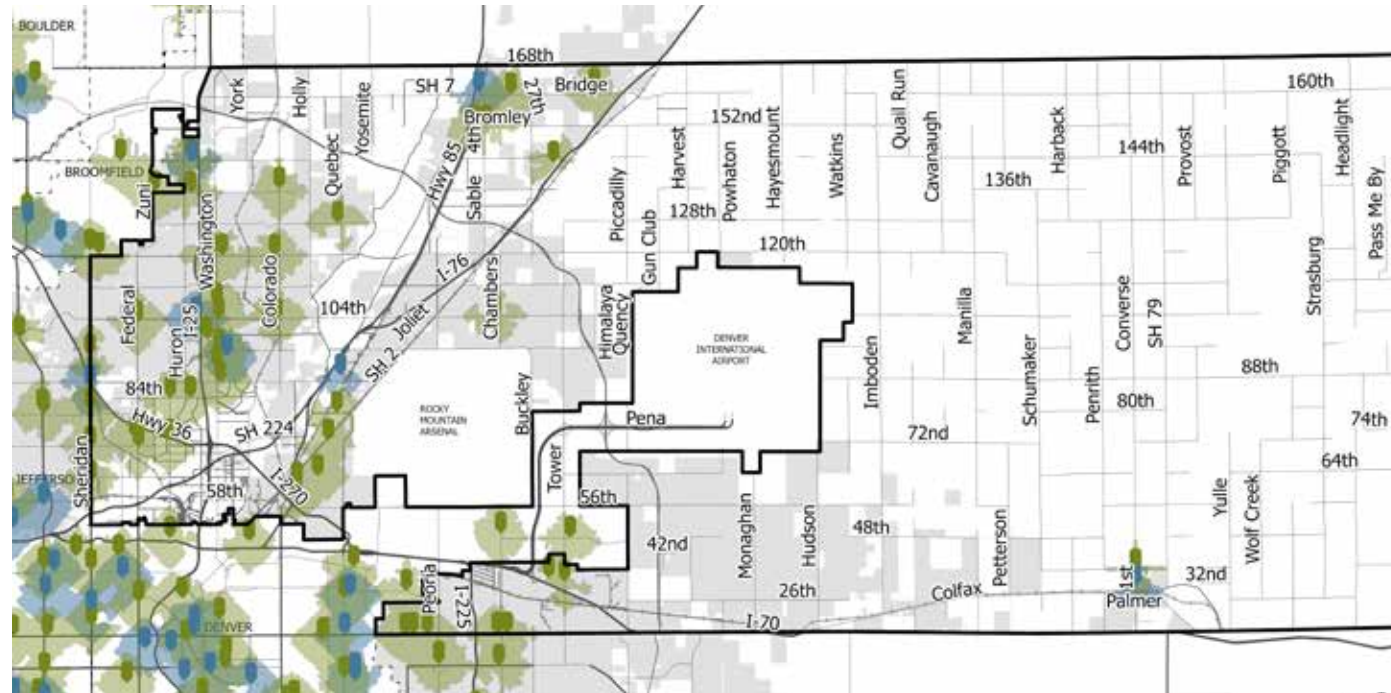 BOULDER
168th
York
Holly
Yosemite
SH 7
27th
Bridge
160th
Bromley
4th
152nd
Hayesmount
Quail Run
Headlight
Hwy 85
Harvest
Watkins
Cavanaugh
Harback
144th
Provost
Piggott
Quebec
BROOMFIELD
Zuni
Sable
Piccadilly
Powhaton
136th
Pass Me By
Washington
128th
Gun Club
120th
I-76
Strasburg
Federal
I-25
Colorado
104th
Joliet
Chambers
Himalaya
Quency
DENVER
INTERNATIONAL
AIRPORT
Manilla
Converse
SH 79
Huron
SH 2
84th
Imboden
Schumaker
Penrith
88th
80th
Hwy 36
SH 224
ROCKY
MOUNTAIN
ARSENAL
Buckley
Pena
72nd
74th
Sheridan
JEFFERSO
I-270
58th
Tower
56th
64th
Yulle
Wolf Creek
42nd
Monaghan
Hudson
48th
Petterson
Peoria
I-225
26th
Colfax
1st
Palmer
32nd
I-70
DENVER